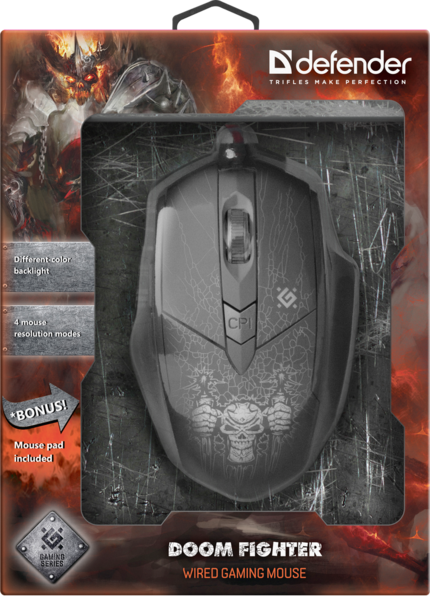 defender
TRIFLES MAKE PERFECTION
Different-color
backlight
4 mouse
resolution modes
*BONUS!
Mouse pad
included
CPI
GAMING
SERIES
DOOM FIGHTER
WIRED GAMING MOUSE